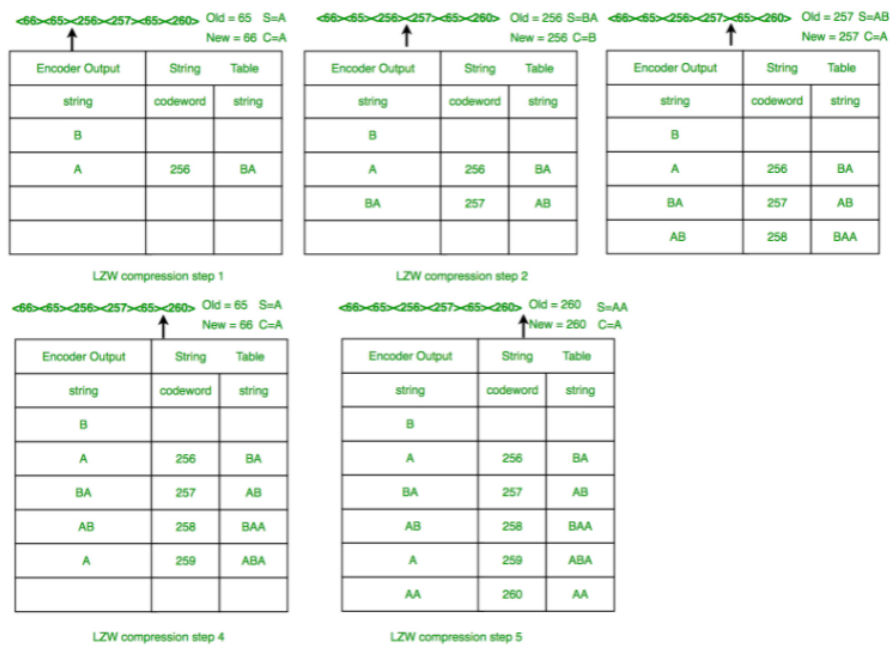 <66><65><256><257><65><260> Old = 65 S=A
New = 66 C=A
Encoder Output String Table
string codeword string
B
A 256 BA
LZW compression step 1
<66><65><256><257><65><260> Old = 256 S=BA
New = 256 C=B
Encoder Output String Table
string codeword string
B
A 256 BA
BA 257 AB
LZW compression step 2
<66><65><256><257><65><260> Old = 257 S=AB
New = 257 C=A
Encoder Output String Table
string codeword string
B
A 256 BA
BA 257 AB
AB 258 BAA
<66><65><256><257><65><260> Old = 65 S=A
New = 66 C=A
Encoder Output String Table
string codeword string
B
A 256 BA
BA 257 AB
AB 258 BAA
A 259 ABA
LZW compression step 4
<66><65><256><257><65><260> Old = 260 S=AA
New = 260 C=A
Encoder Output String Table
string codeword string
B
A 256 BA
BA 257 AB
AB 258 BAA
A 259 ABA
AA 260 AA
LZW compression step 5